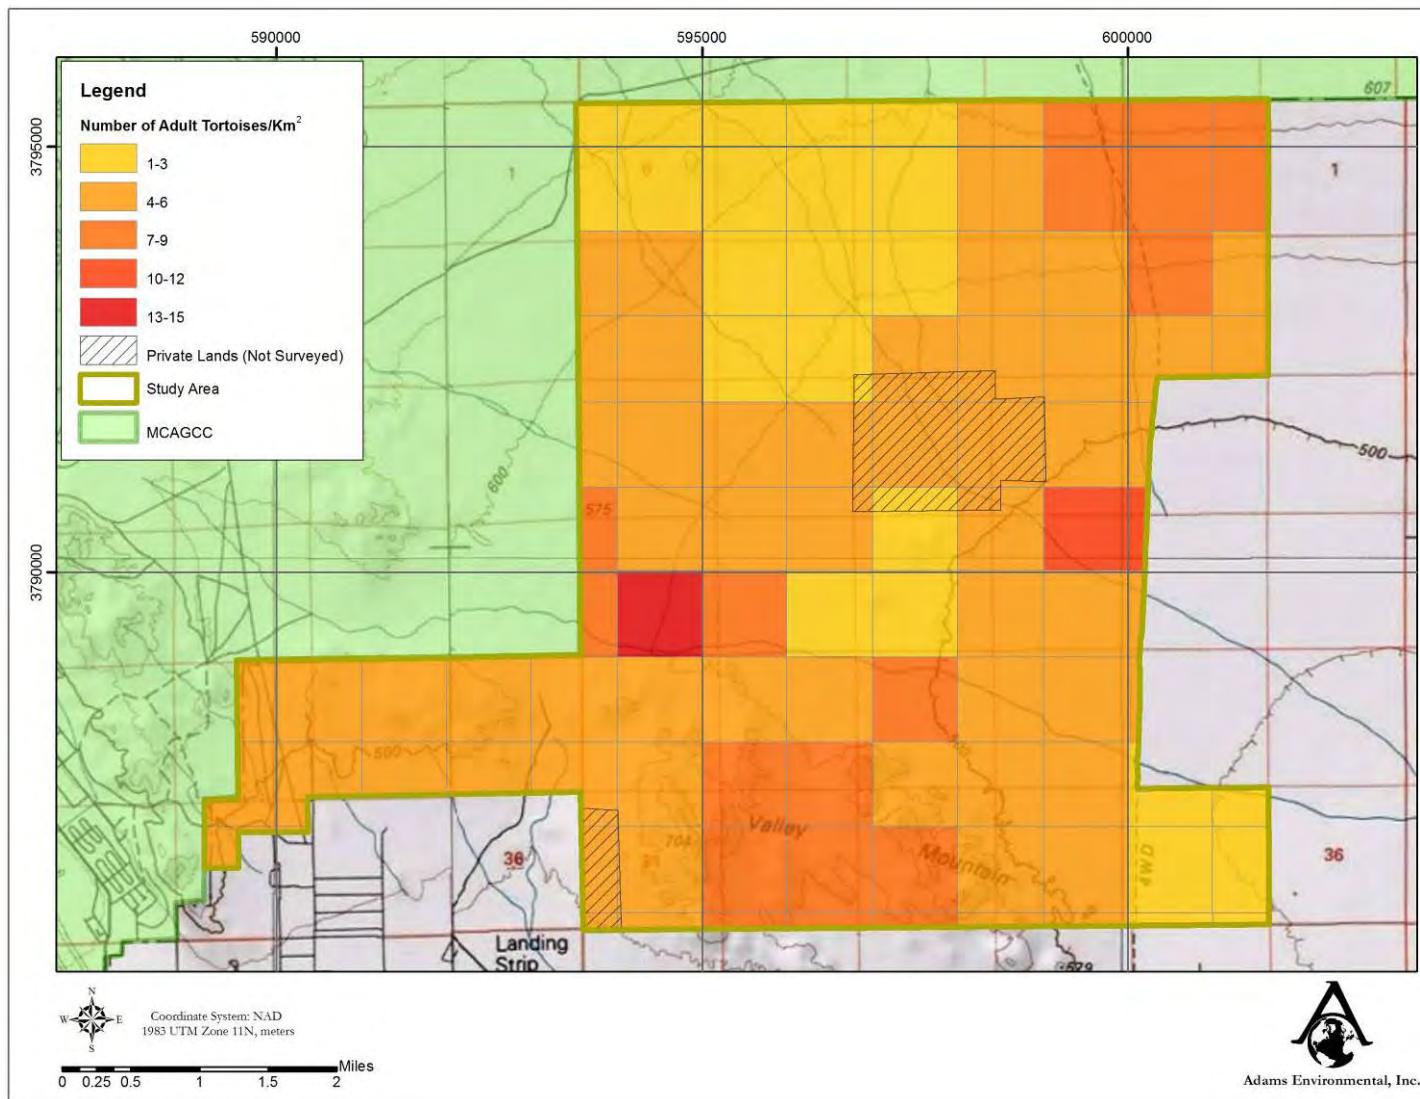 590000
595000
600000
Legend
Number of Adult Tortoises/Km2
1-3
4-6
7-9
10-12
13-15
Private Lands (Not Surveyed)
Study Area
MCAGCC
607
3795000
1
6
1
500
600
575
3790000
500
Valley
704
Mountain
4WD
36
36
Landing
Strip
579
N
W
E
S
Coordinate System: NAD
1983 UTM Zone 11N, meters
Miles
0 0.25 0.5 1 1.5 2
Adams Environmental, Inc.